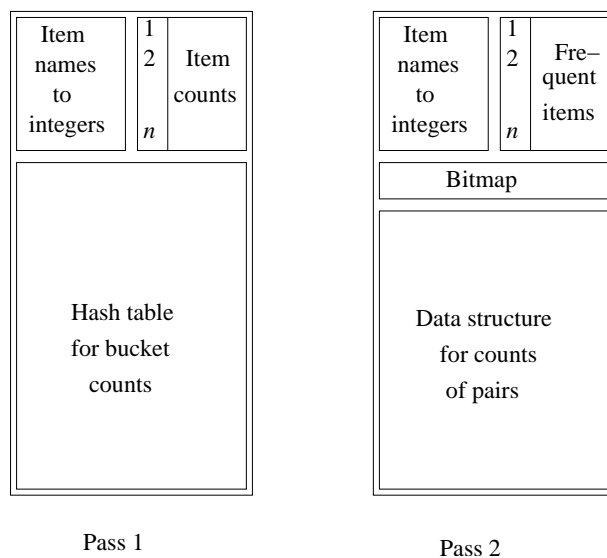 Item
names
to
integers
1
2
n
Item
counts
Hash table
for bucket
counts
Pass 1
Item
names
to
integers
1
2
n
Fre–
quent
items
Bitmap
Data structure
for counts
of pairs
Pass 2